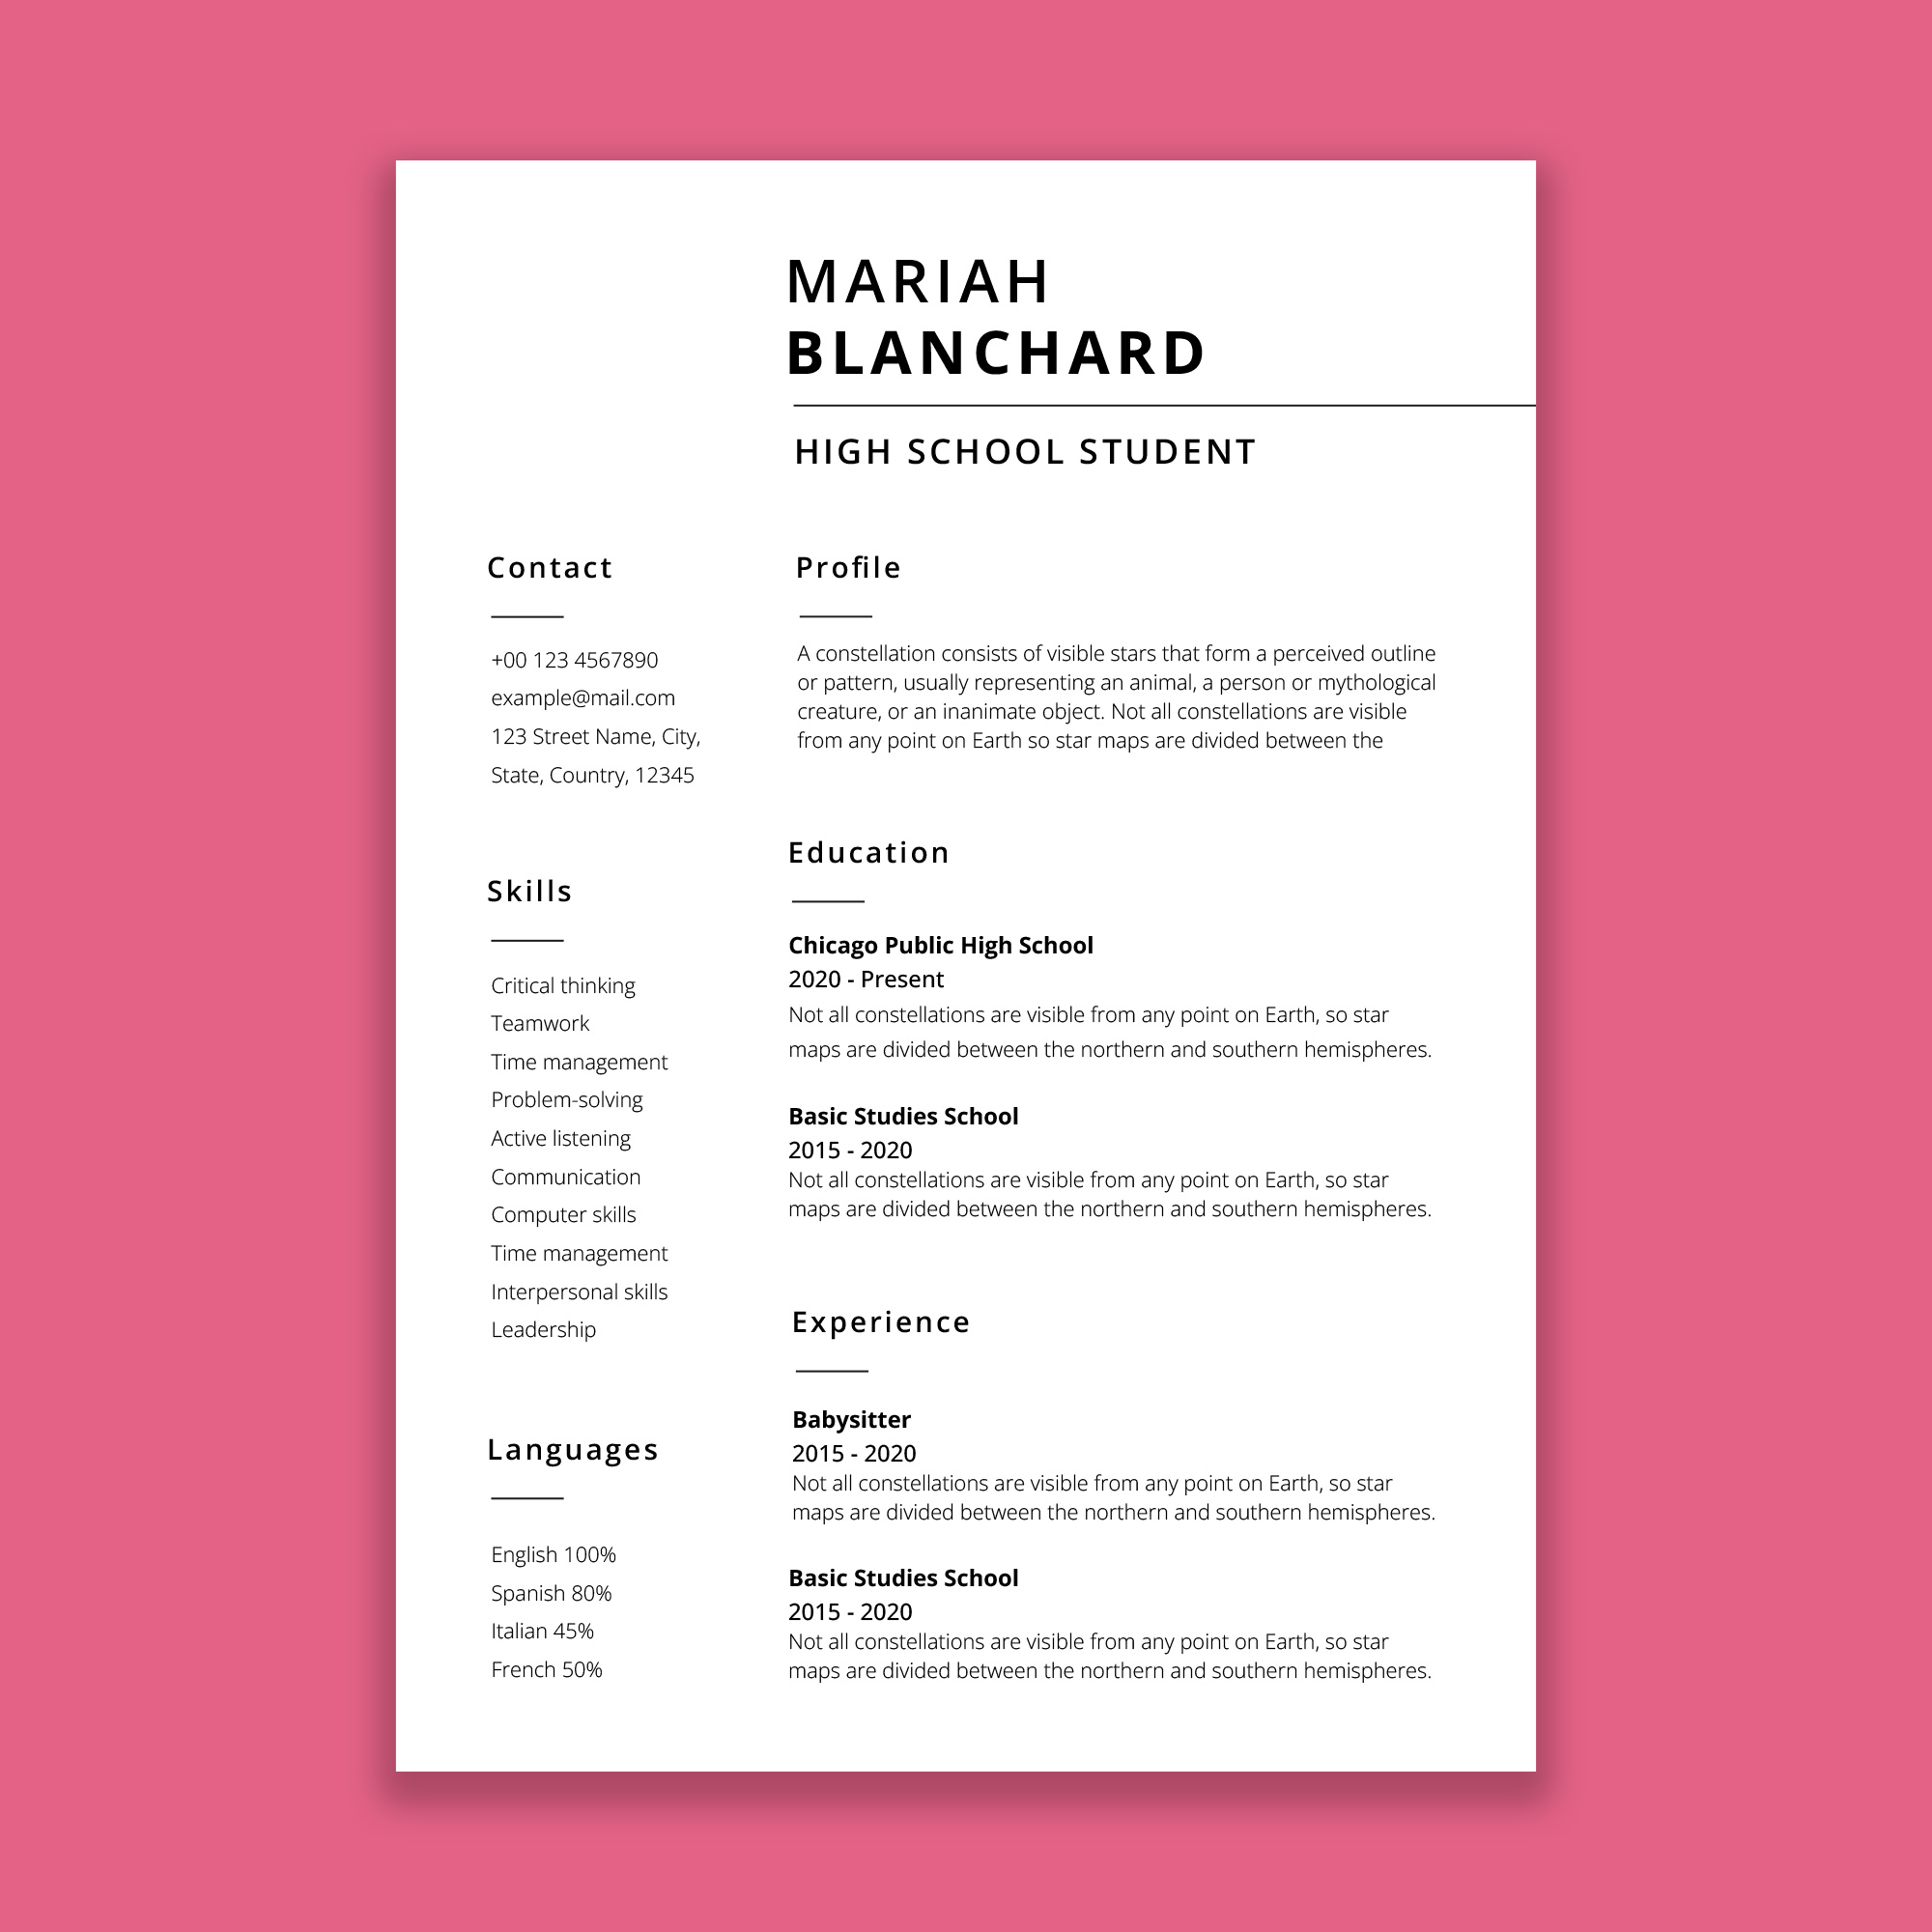 MARIAH
BLANCHARD
HIGH SCHOOL STUDENT
Contact
+00 123 4567890
example@mail.com
123 Street Name, City,
State, Country, 12345
Skills
Critical thinking
Teamwork
Time management
Problem-solving
Active listening
Communication
Computer skills
Time management
Interpersonal skills
Leadership
Languages
English 100%
Spanish 80%
Italian 45%
French 50%
Profile
A constellation consists of visible stars that form a perceived outline
or pattern, usually representing an animal, a person or mythological
creature, or an inanimate object. Not all constellations are visible
from any point on Earth so star maps are divided between the
Education
Chicago Public High School
2020 - Present
Not all constellations are visible from any point on Earth, so star
maps are divided between the northern and southern hemispheres.
Basic Studies School
2015 - 2020
Not all constellations are visible from any point on Earth, so star
maps are divided between the northern and southern hemispheres.
Experience
Babysitter
2015 - 2020
Not all constellations are visible from any point on Earth, so star
maps are divided between the northern and southern hemispheres.
Basic Studies School
2015 - 2020
Not all constellations are visible from any point on Earth, so star
maps are divided between the northern and southern hemispheres.